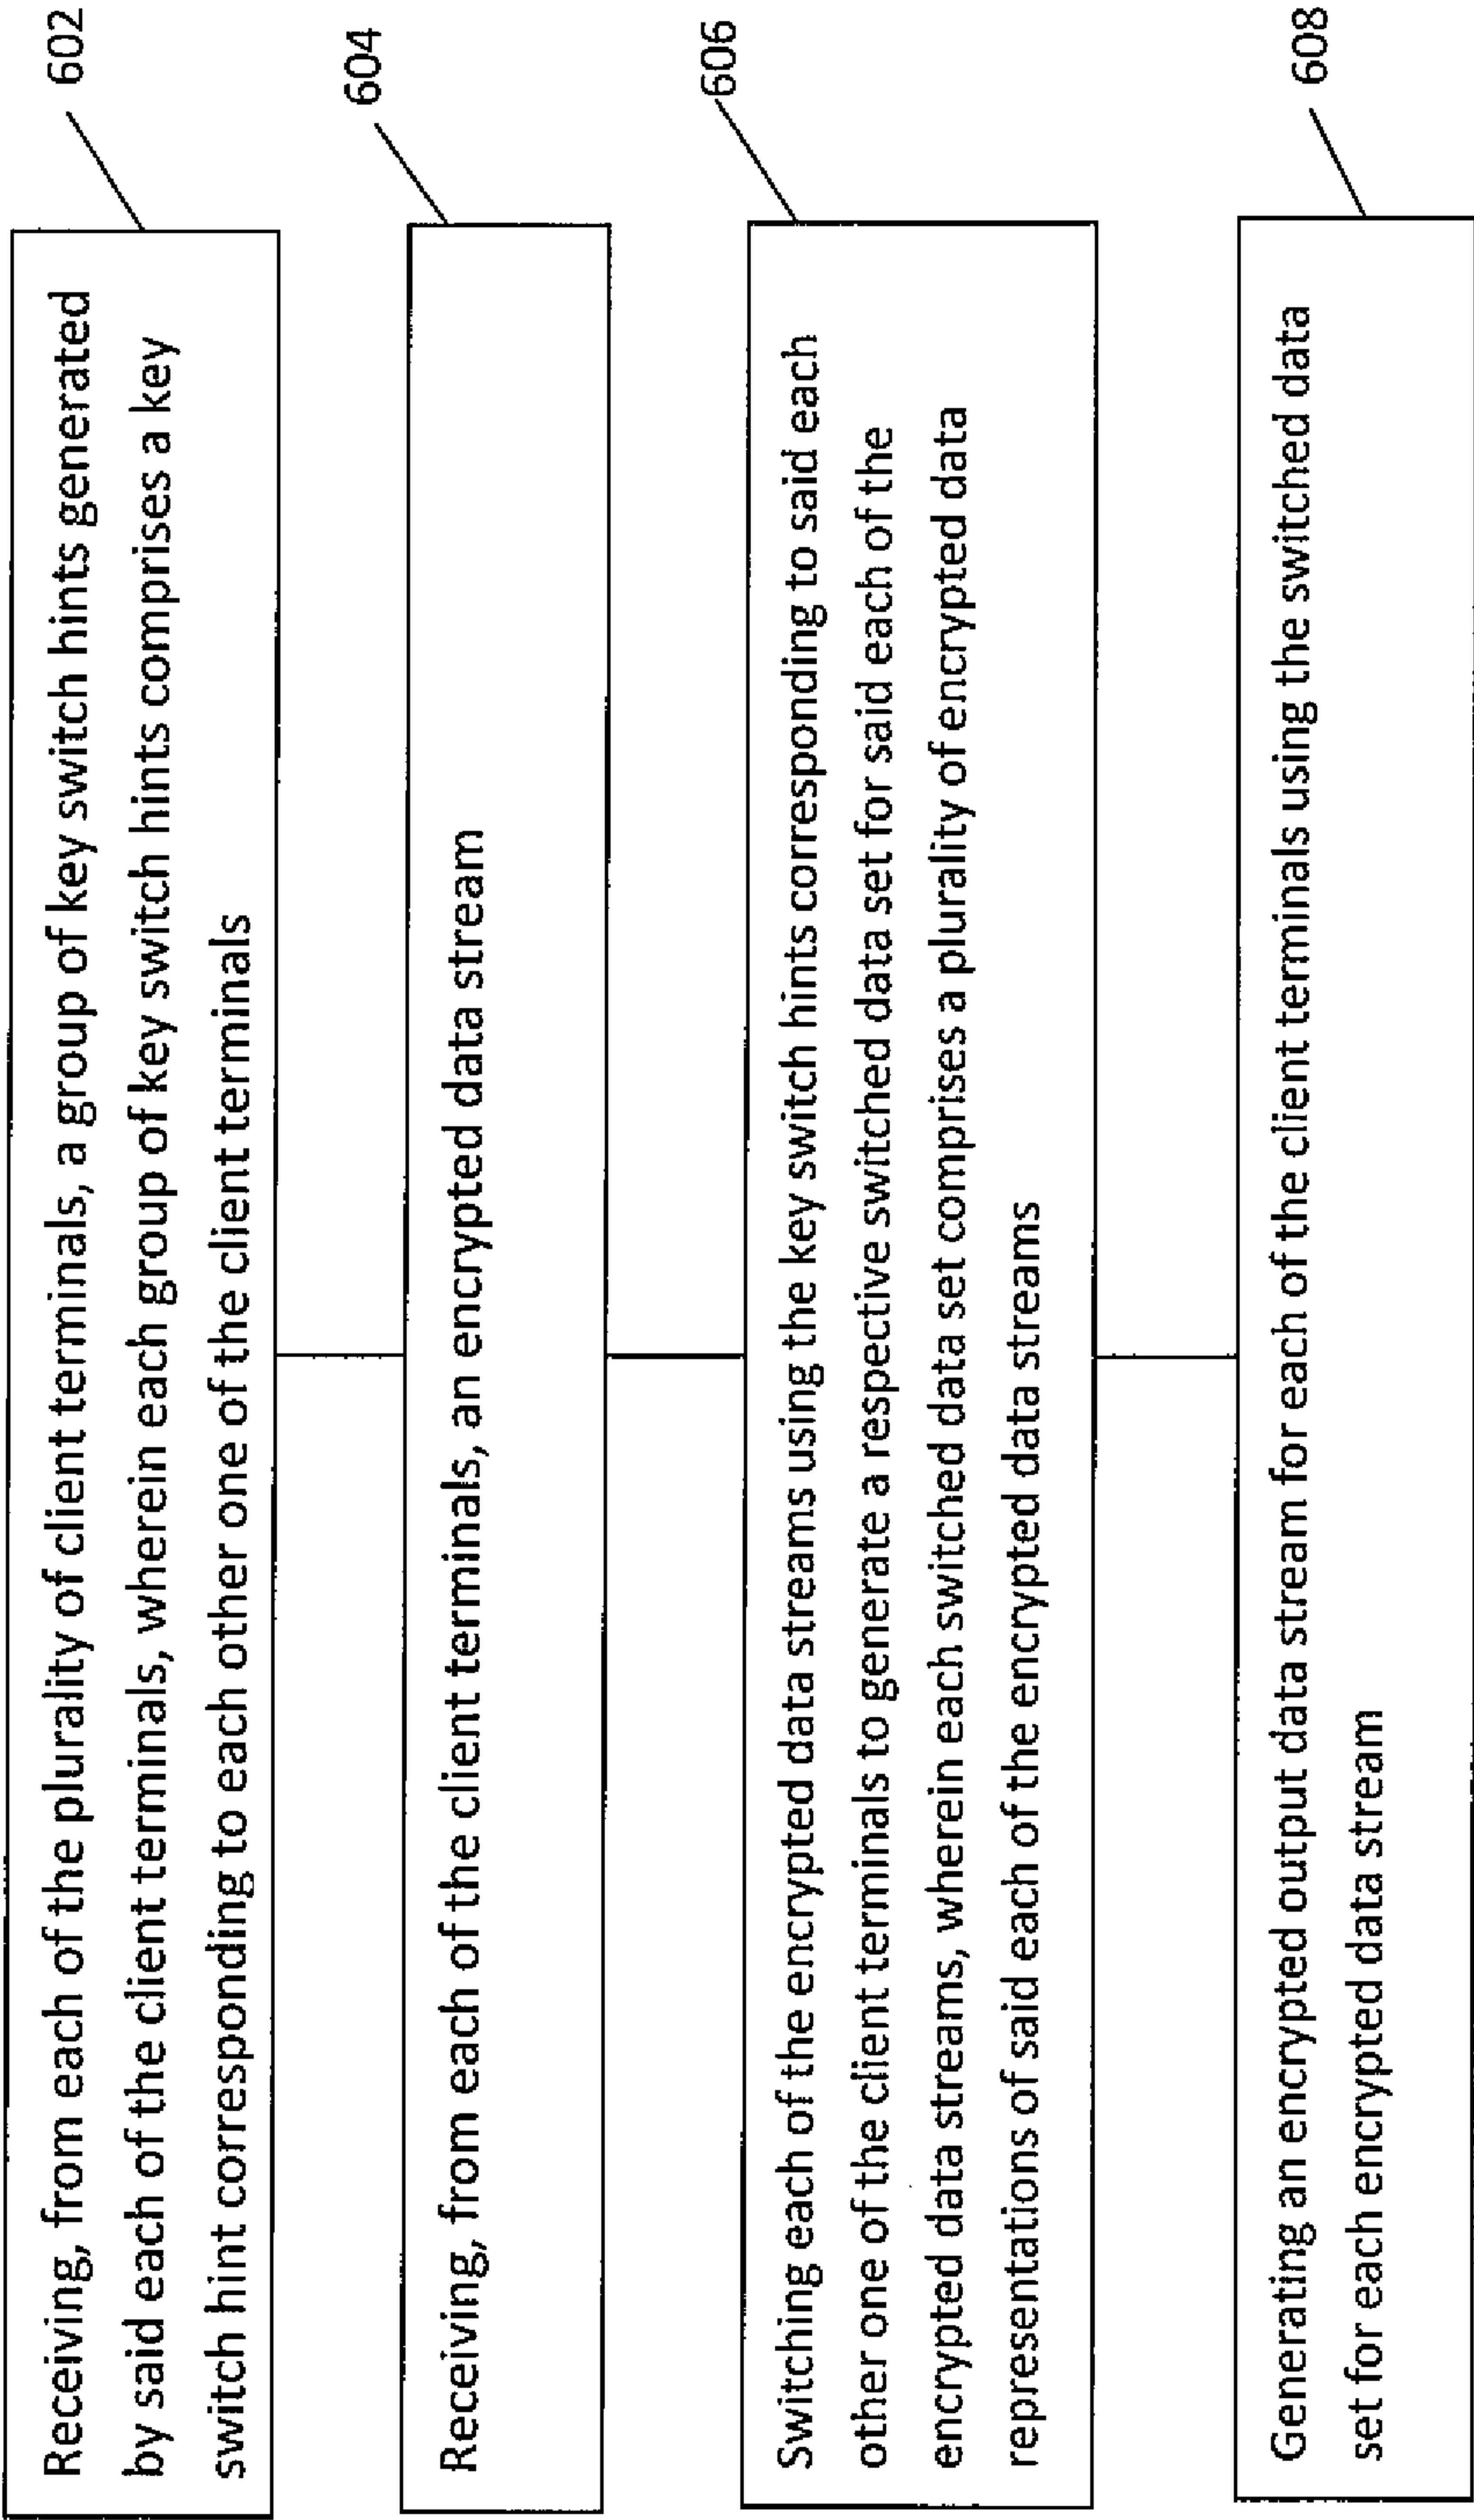 Receiving, from each of the plurality of client terminals, a group of key switch hints generated
by said each of the client terminals, wherein each group of key switch hints comprises a key
switch hint corresponding to each other one of the client terminals
602
Receiving, from each of the client terminals, an encrypted data stream
604
Switching each of the encrypted data streams using the key switch hints corresponding to said each
other one of the client terminals to generate a respective switched data set for said each of the
encrypted data streams, wherein each switched data set comprises a plurality of encrypted data
representations of said each of the encrypted data streams
606
Generating an encrypted output data stream for each of the client terminals using the switched data
set for each encrypted data stream
608